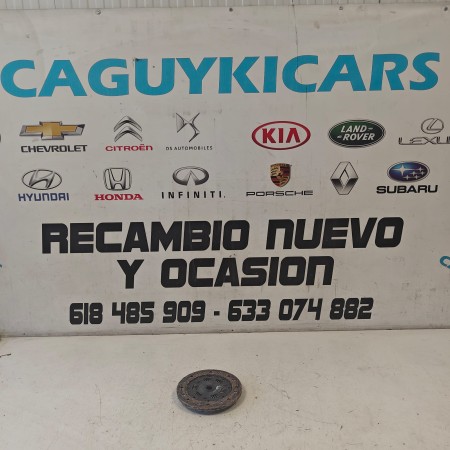 CAGUYKICARS
CHEVROLET CITROËN DS AUTOMOBILES KIA LAND-ROVER LEXUS
HYUNDAI HONDA INFINITI PORSCHE SUBARU
RECAMBIO NUEVO
Y OCASION
618 485 909 - 633 074 882